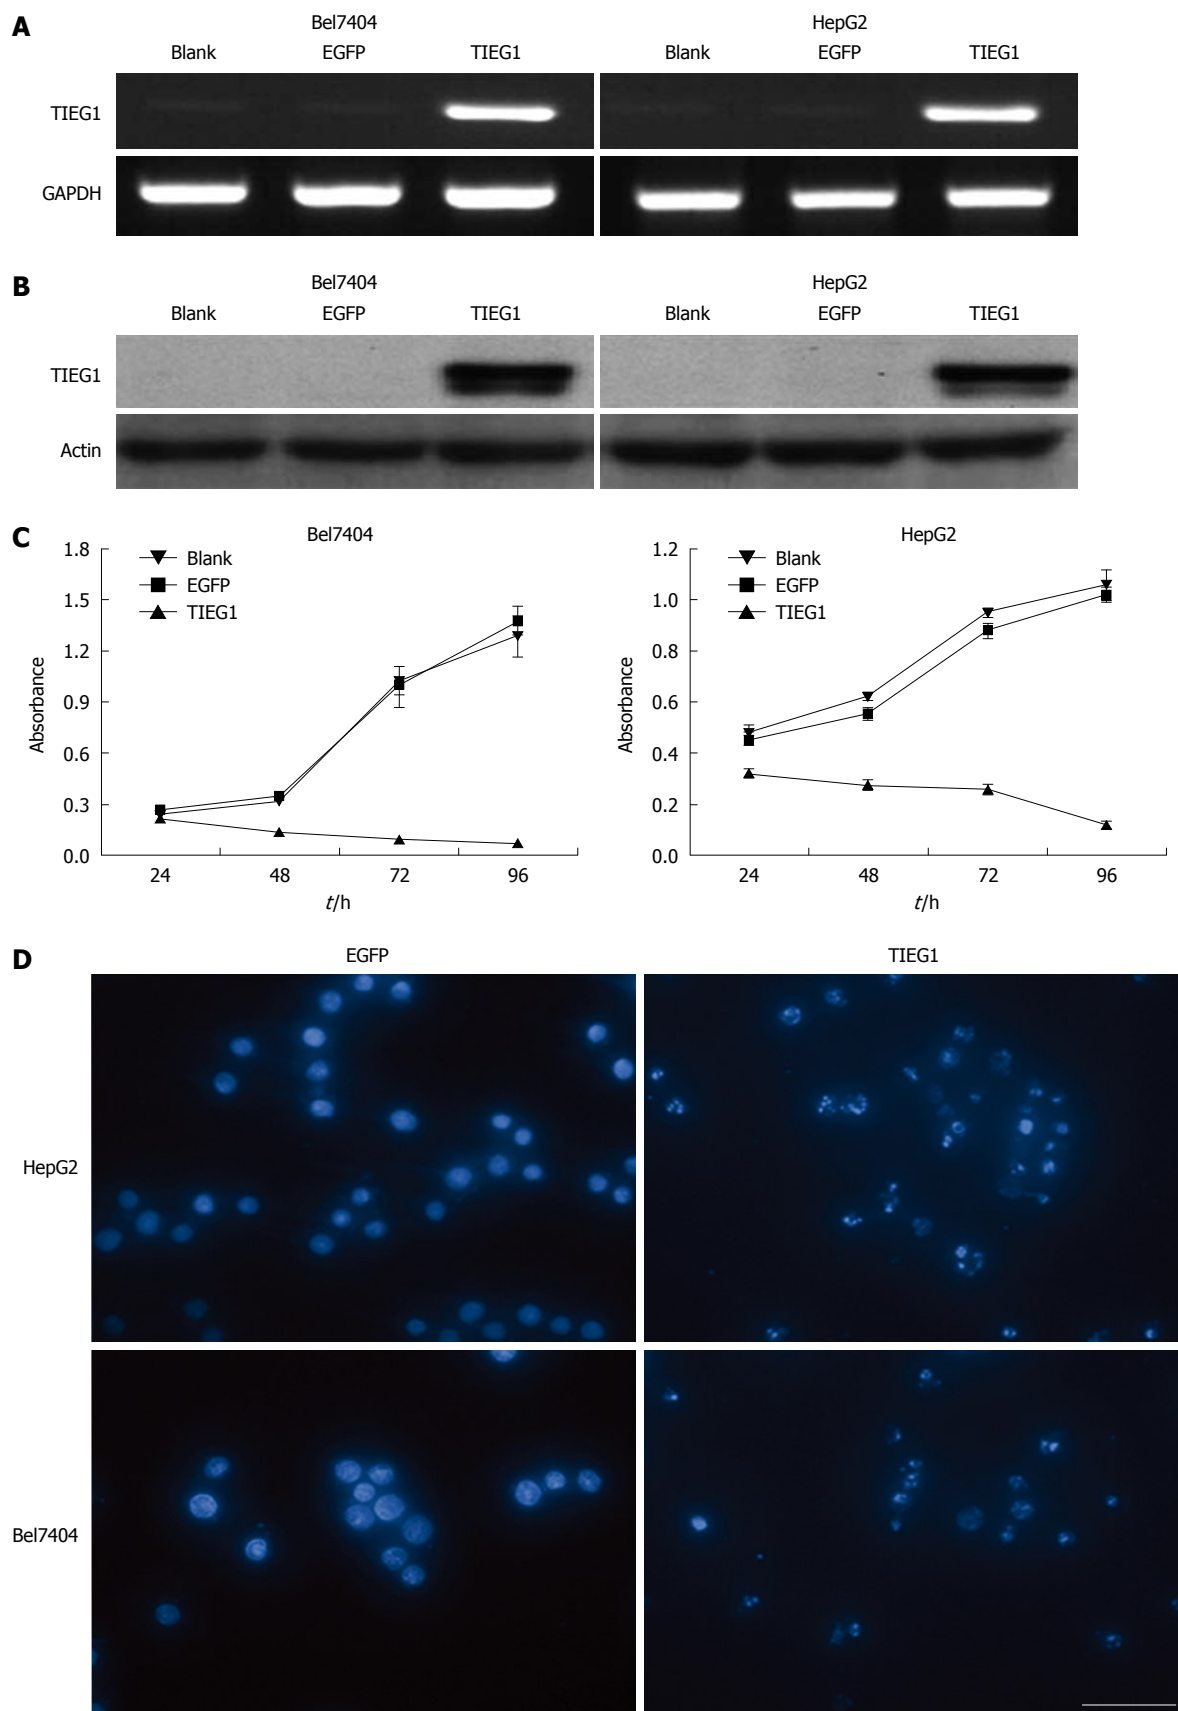 A
Bel7404 HepG2
Blank EGFP TIEG1 Blank EGFP TIEG1
TIEG1
GAPDH
B
Bel7404 HepG2
Blank EGFP TIEG1 Blank EGFP TIEG1
TIEG1
Actin
C
Bel7404
Blank
EGFP
TIEG1
Absorbance
1.8
1.5
1.2
0.9
0.6
0.3
0.0
24 48 72 96
t/h
HepG2
Blank
EGFP
TIEG1
Absorbance
1.2
1.0
0.8
0.6
0.4
0.2
0.0
24 48 72 96
t/h
D
EGFP TIEG1
HepG2
Bel7404